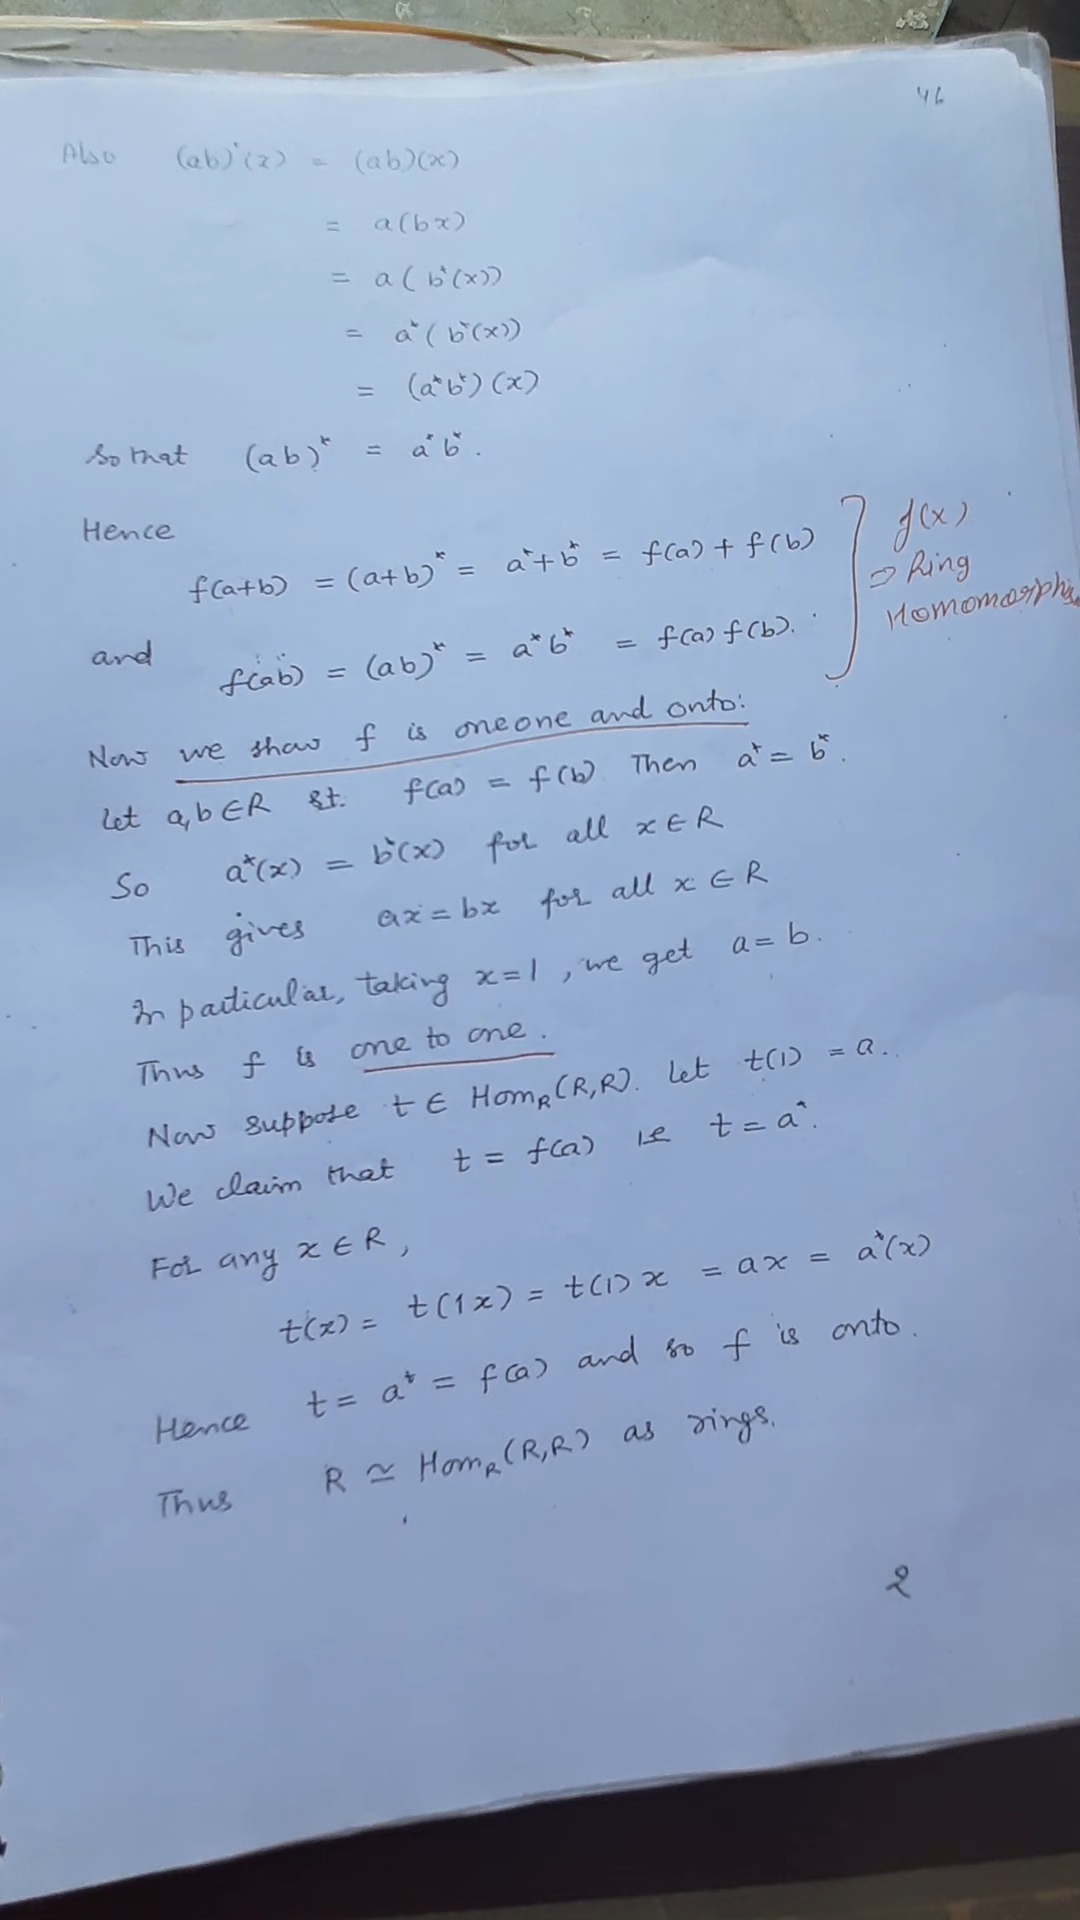 46
Also (ab)*(x) = (ab)(x)
= a(bx)
= a(b*(x))
= a*(b*(x))
= (a*b*)(x)
So that (ab)* = a*b*.
Hence
f(a+b) = (a+b)* = a*+b* = f(a)+f(b)
and f(ab) = (ab)* = a*b* = f(a)f(b).
f(x)
⇒ Ring
Homomorphi
Now we show f is oneone and onto:
Let a,b∈R st. f(a) = f(b) Then a* = b*.
So a*(x) = b*(x) for all x∈R
This gives ax = bx for all x∈R
In particular, taking x=1, we get a=b.
Thus f is one to one.
Now suppose t∈ Hom_R(R,R). Let t(1) = a.
We claim that t = f(a) ie t = a*.
For any x∈R,
t(x) = t(1x) = t(1)x = ax = a*(x)
Hence t = a* = f(a) and so f is onto.
Thus R ≃ Hom_R(R,R) as rings.
2